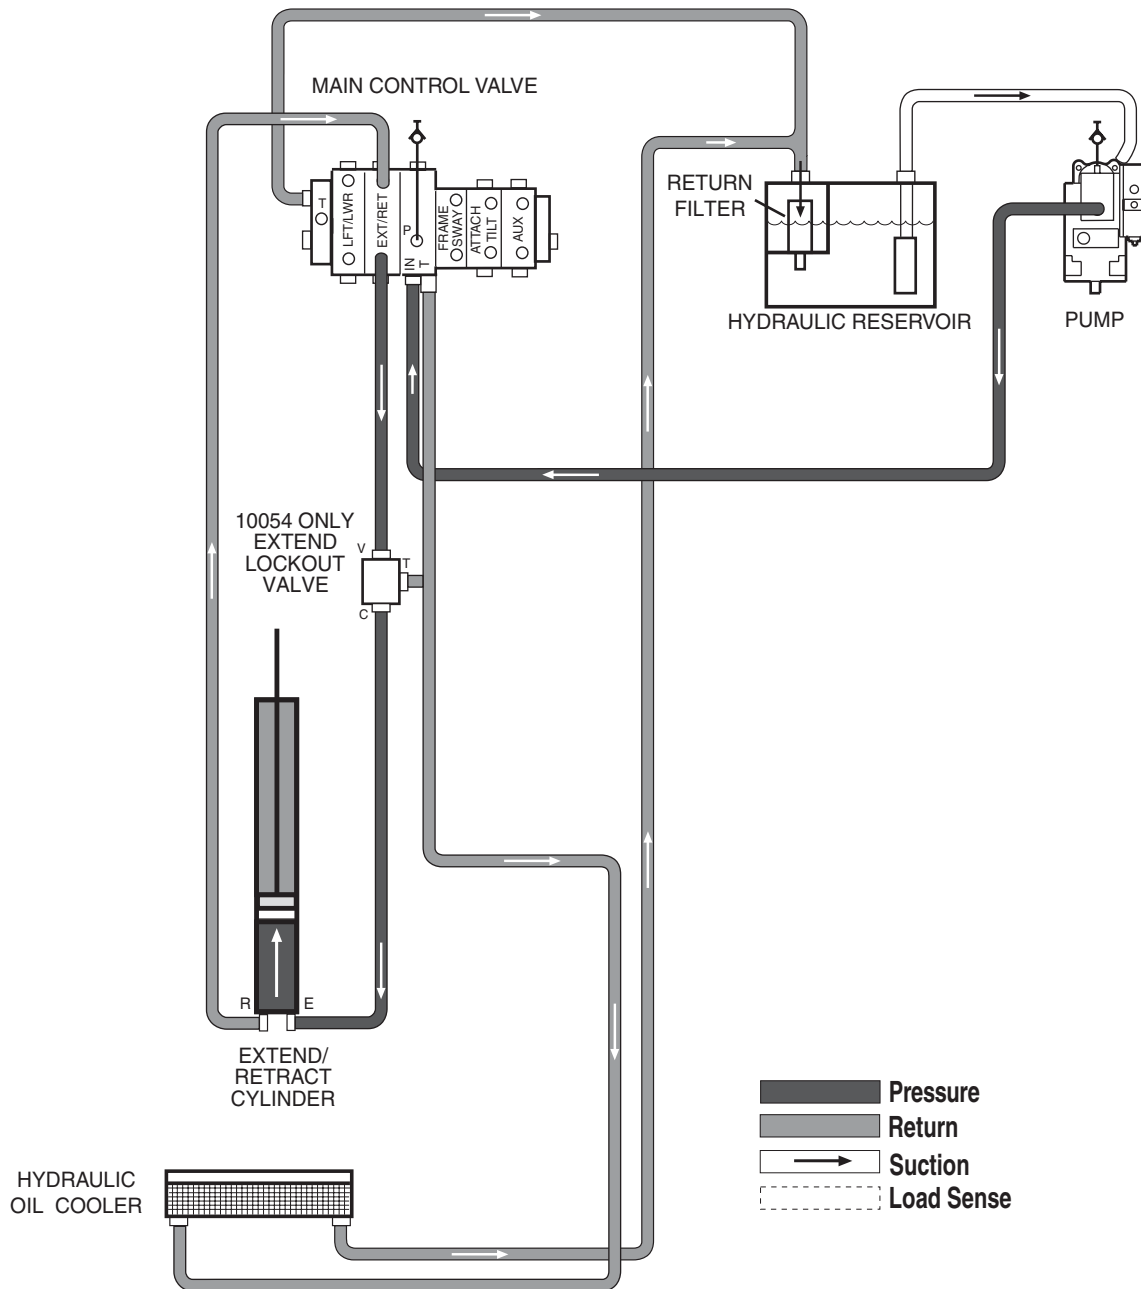 MAIN CONTROL VALVE
T
LFT/LWR
EXT/RET
P
IN
T
FRAME
SWAY
ATTACH
TILT
AUX
RETURN
FILTER
HYDRAULIC RESERVOIR
PUMP
10054 ONLY
EXTEND
LOCKOUT
VALVE
V
T
C
R
E
EXTEND/
RETRACT
CYLINDER
HYDRAULIC
OIL COOLER
Pressure
Return
Suction
Load Sense